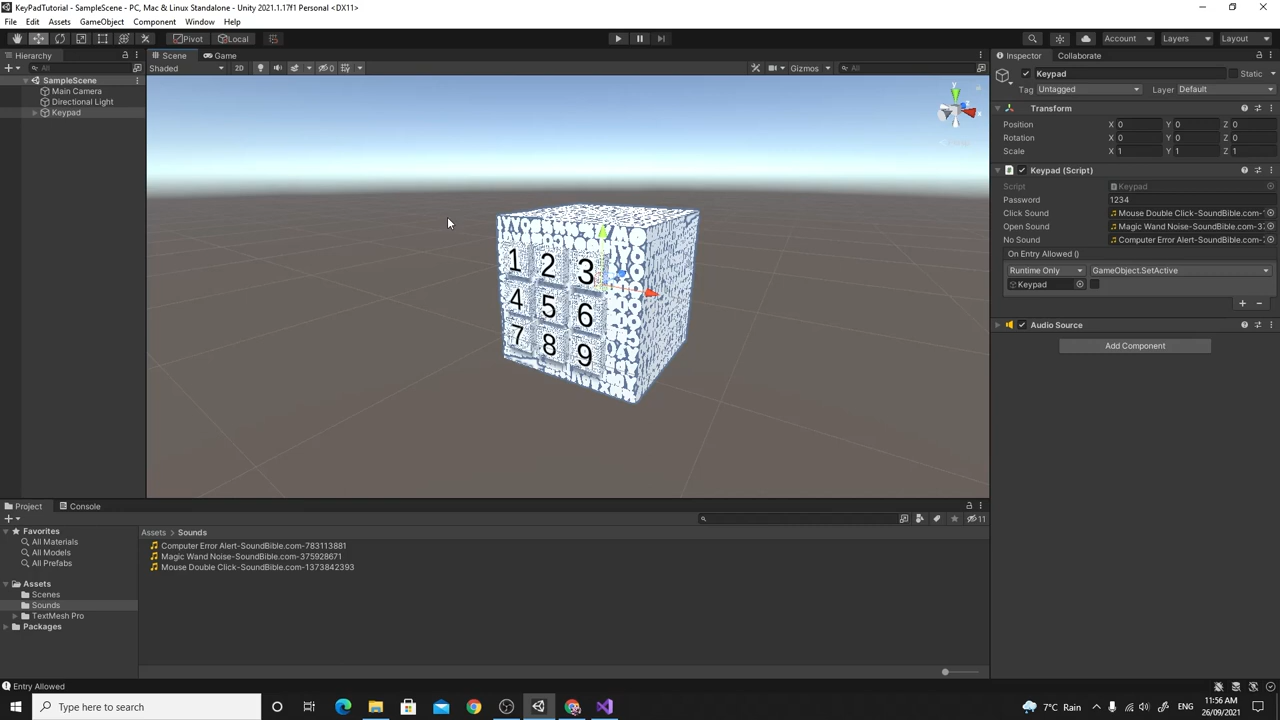 KeyPadTutorial - SampleScene - PC, Mac & Linux Standalone - Unity 2021.1.17f1 Personal <DX11>
File Edit Assets GameObject Component Window Help
Pivot Local Account Layers Layout
Hierarchy
All
SampleScene
Main Camera
Directional Light
Keypad
Scene Game
Shaded 2D 0 Gizmos All
y
1 2 3
4 5 6
7 8 9
Inspector Collaborate
Keypad Static
Tag Untagged Layer Default
Transform
Position X 0 Y 0 Z 0
Rotation X 0 Y 0 Z 0
Scale X 1 Y 1 Z 1
Keypad (Script)
Script Keypad
Password 1234
Click Sound Mouse Double Click-SoundBible.com-
Open Sound Magic Wand Noise-SoundBible.com-37
No Sound Computer Error Alert-SoundBible.com-
On Entry Allowed ()
Runtime Only GameObject.SetActive
Keypad
Audio Source
Add Component
Project Console
11
Favorites
All Materials
All Models
All Prefabs
Assets
Scenes
Sounds
TextMesh Pro
Packages
Assets > Sounds
Computer Error Alert-SoundBible.com-783113881
Magic Wand Noise-SoundBible.com-375928671
Mouse Double Click-SoundBible.com-1373842393
Entry Allowed
Type here to search
7°C Rain
11:56 AM
26/09/2021